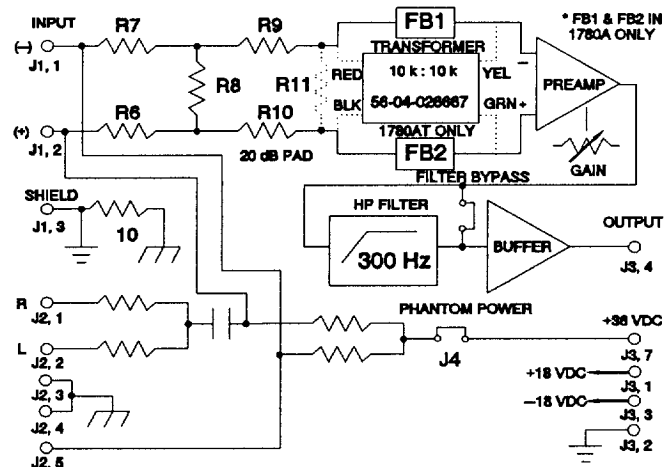 INPUT
(–)
J1, 1
R7
R9
FB1
* FB1 & FB2 IN
1780A ONLY
TRANSFORMER
10 k : 10 k
RED
YEL
–
R8
R11
BLK
56-04-026667
GRN+
PREAMP
(+)
J1, 2
R6
R10
20 dB PAD
1780AT ONLY
FB2
GAIN
FILTER BYPASS
SHIELD
J1, 3
10
HP FILTER
300 Hz
BUFFER
OUTPUT
J3, 4
R
J2, 1
L
J2, 2
J2, 3
J2, 4
J2, 5
PHANTOM POWER
J4
+36 VDC
J3, 7
+18 VDC
J3, 1
J3, 3
J3, 2